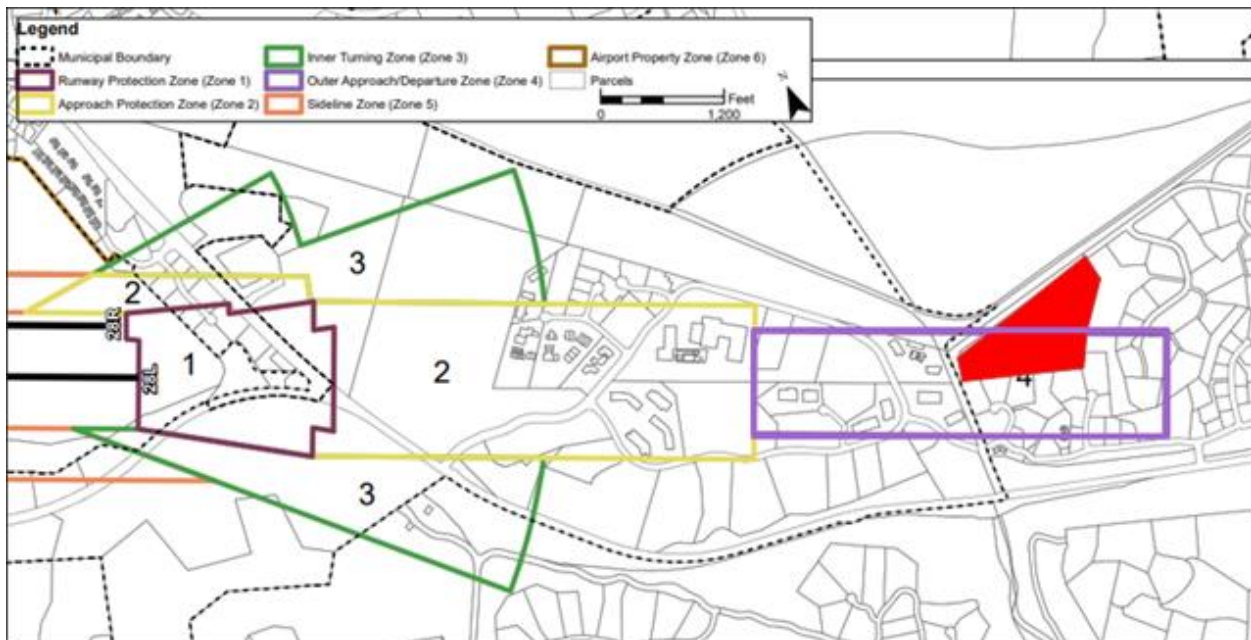 Legend
Municipal Boundary
Runway Protection Zone (Zone 1)
Approach Protection Zone (Zone 2)
Inner Turning Zone (Zone 3)
Outer Approach/Departure Zone (Zone 4)
Sideline Zone (Zone 5)
Airport Property Zone (Zone 6)
Parcels
N
Feet
0 1,200
3
2
28R
1
2
28L
4
3